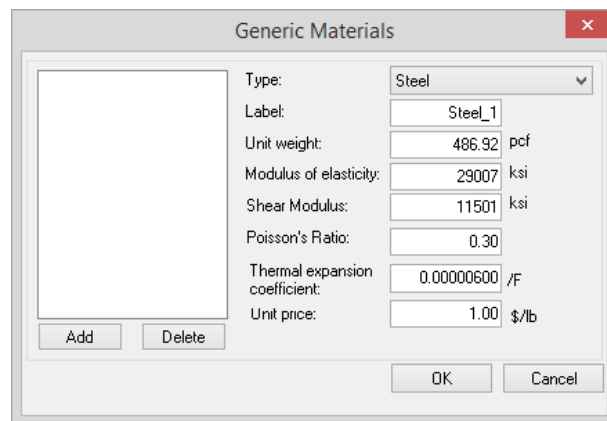 Generic Materials
Type: Steel
Label: Steel_1
Unit weight: 486.92 pcf
Modulus of elasticity: 29007 ksi
Shear Modulus: 11501 ksi
Poisson's Ratio: 0.30
Thermal expansion
coefficient: 0.00000600 /F
Unit price: 1.00 $/lb
Add Delete
OK Cancel